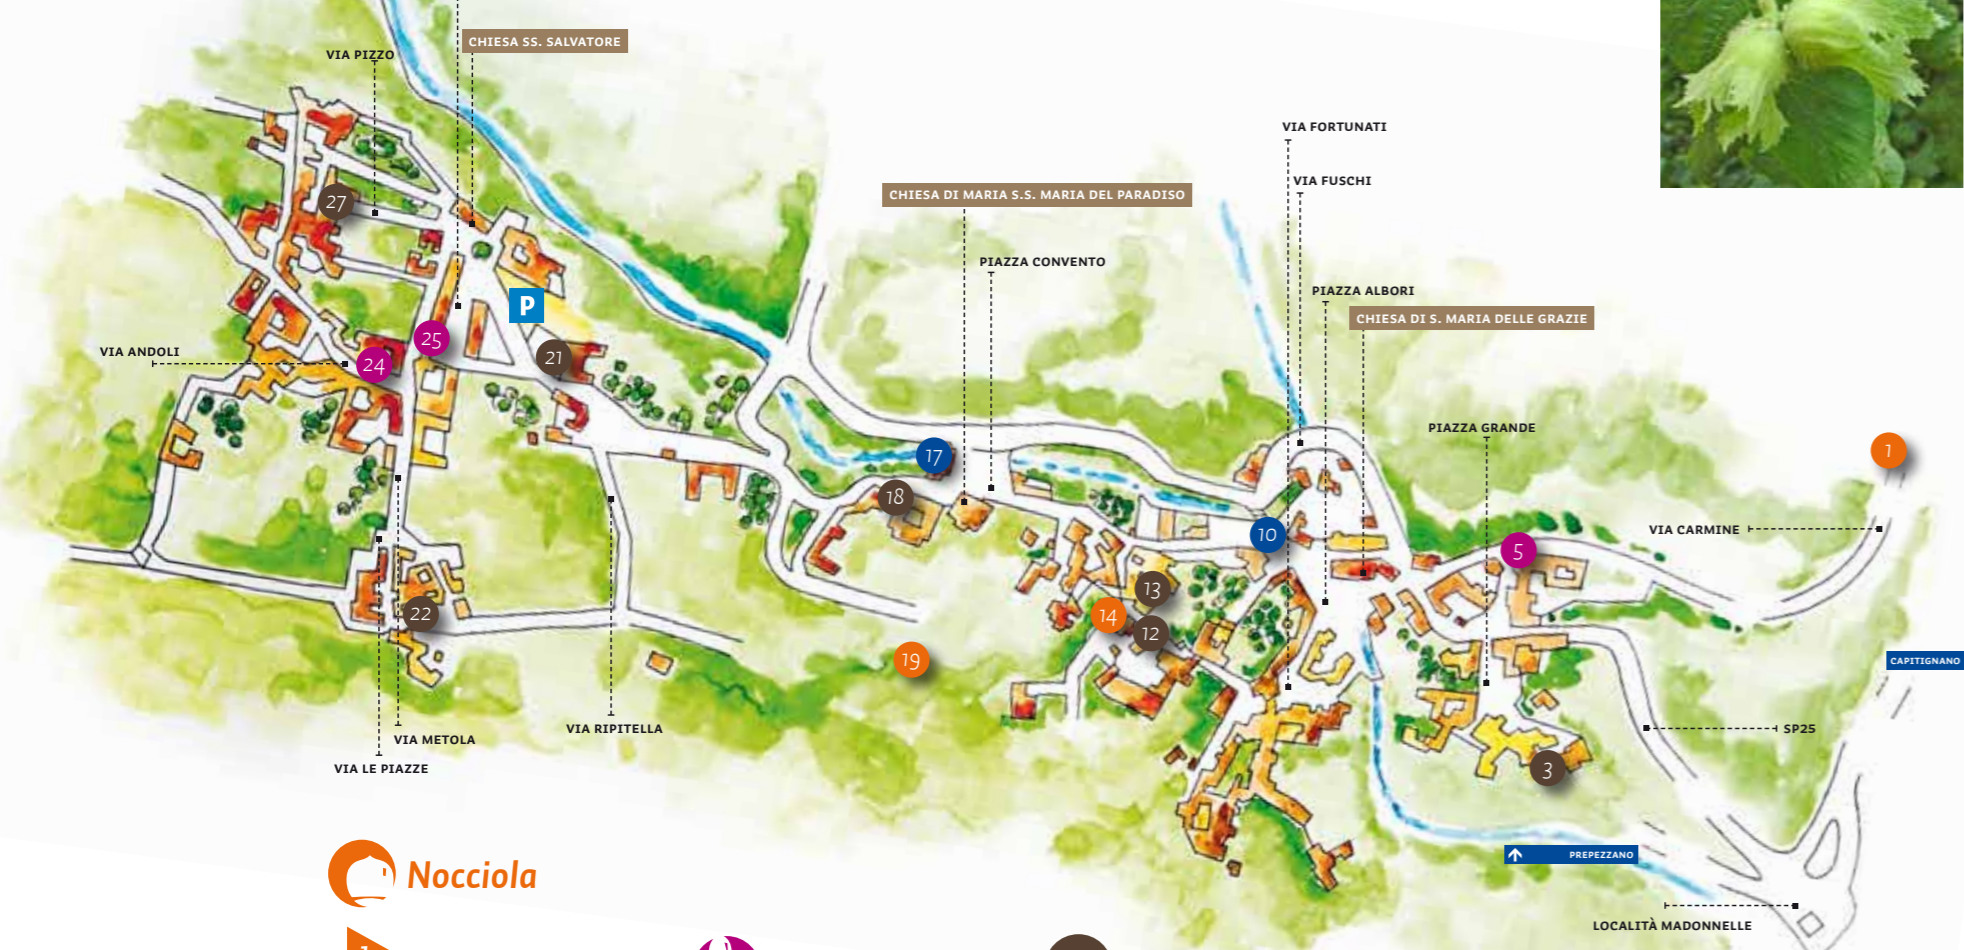 CHIESA SS. SALVATORE
VIA PIZZO
VIA FORTUNATI
VIA FUSCHI
CHIESA DI MARIA S.S. MARIA DEL PARADISO
27
PIAZZA CONVENTO
PIAZZA ALBORI
P
CHIESA DI S. MARIA DELLE GRAZIE
25
VIA ANDOLI
24
21
PIAZZA GRANDE
1
17
18
VIA CARMINE
10
5
13
14
22
12
19
CAPITIGNANO
VIA RIPITELLA
SP25
VIA METOLA
VIA LE PIAZZE
3
PREPEZZANO
Nocciola
LOCALITÀ MADONNELLE